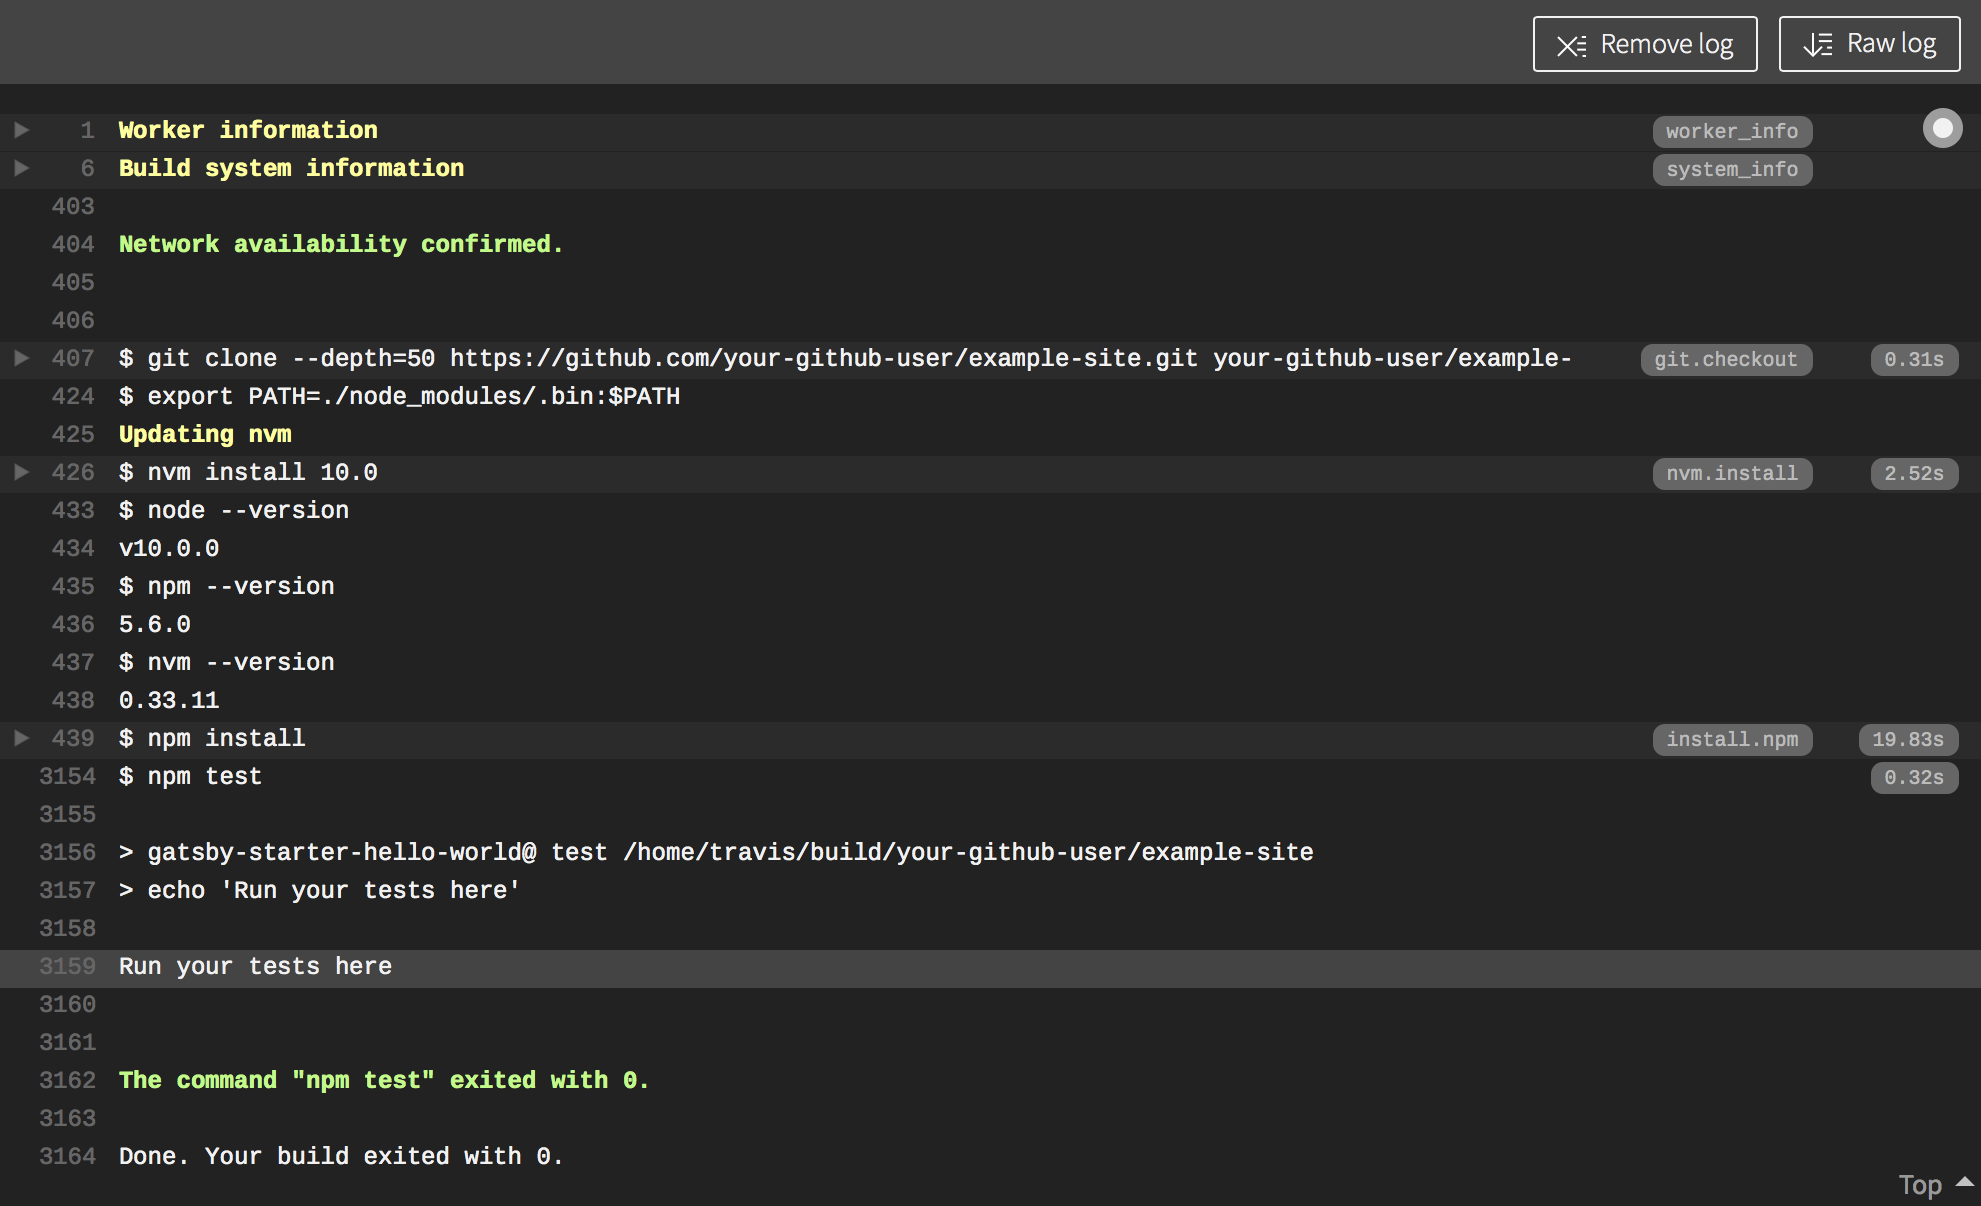 Remove log Raw log
1 Worker information worker_info
6 Build system information system_info
403
404 Network availability confirmed.
405
406
407 $ git clone --depth=50 https://github.com/your-github-user/example-site.git your-github-user/example- git.checkout 0.31s
424 $ export PATH=./node_modules/.bin:$PATH
425 Updating nvm
426 $ nvm install 10.0 nvm.install 2.52s
433 $ node --version
434 v10.0.0
435 $ npm --version
436 5.6.0
437 $ nvm --version
438 0.33.11
439 $ npm install install.npm 19.83s
3154 $ npm test 0.32s
3155
3156 > gatsby-starter-hello-world@ test /home/travis/build/your-github-user/example-site
3157 > echo 'Run your tests here'
3158
3159 Run your tests here
3160
3161
3162 The command "npm test" exited with 0.
3163
3164 Done. Your build exited with 0.
Top